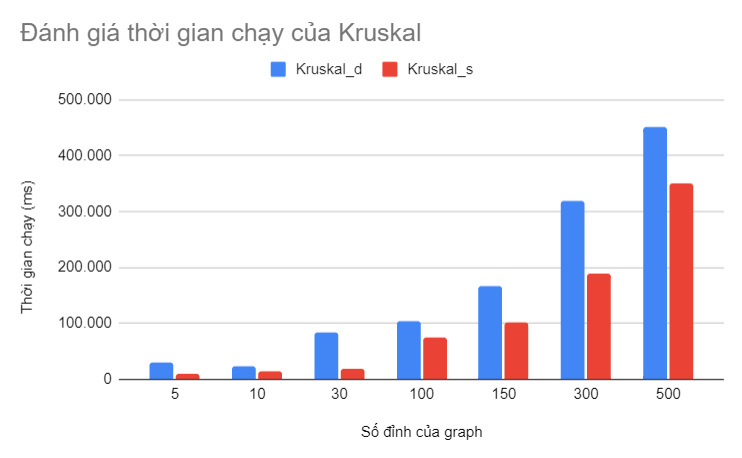 Đánh giá thời gian chạy của Kruskal
Kruskal_d Kruskal_s
Thời gian chạy (ms)
500.000
400.000
300.000
200.000
100.000
0
5 10 30 100 150 300 500
Số đỉnh của graph